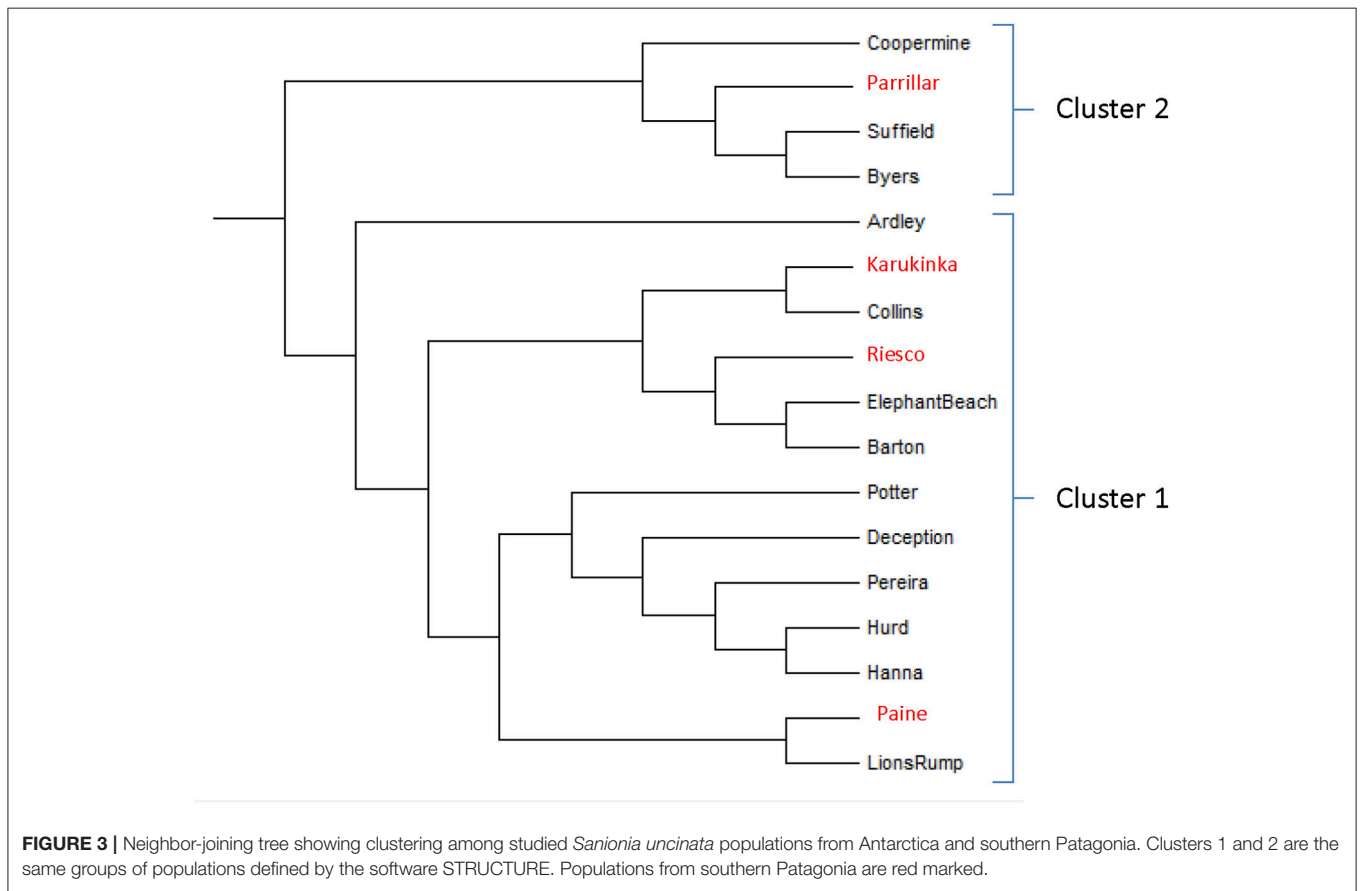 Coopermine
Parrillar
Suffield
Byers
Cluster 2
Ardley
Karukinka
Collins
Riesco
ElephantBeach
Barton
Potter
Cluster 1
Deception
Pereira
Hurd
Hanna
Paine
LionsRump
FIGURE 3 | Neighbor-joining tree showing clustering among studied Sanionia uncinata populations from Antarctica and southern Patagonia. Clusters 1 and 2 are the
same groups of populations defined by the software STRUCTURE. Populations from southern Patagonia are red marked.